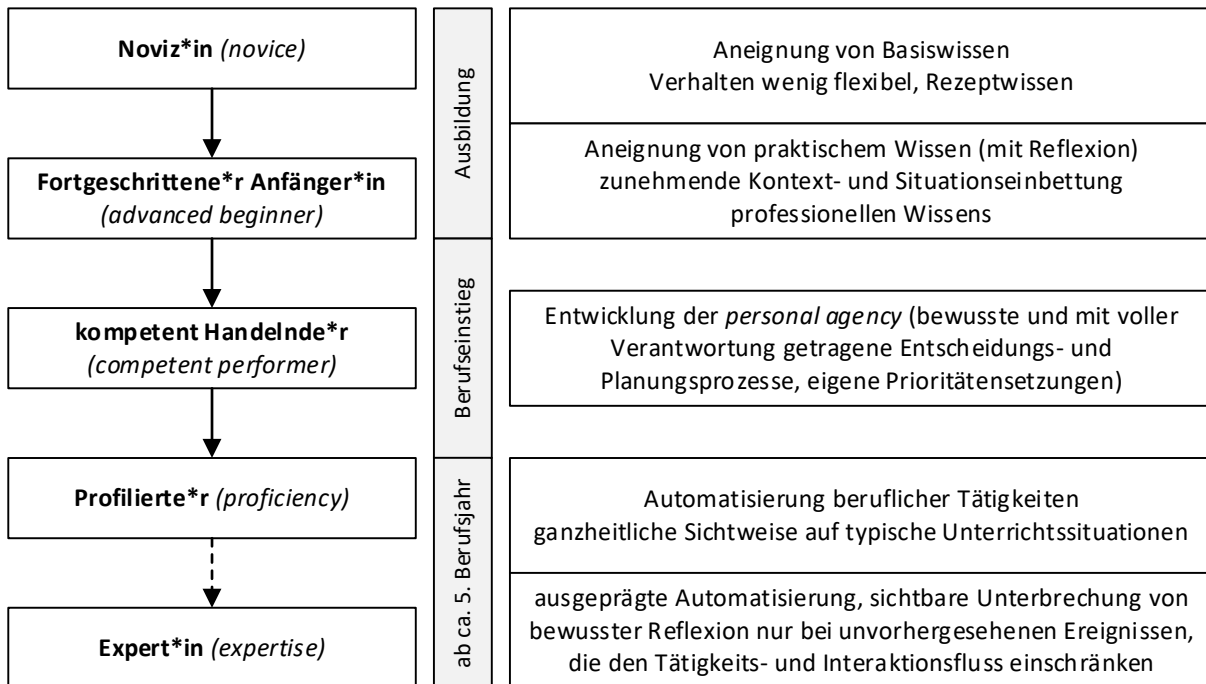 Noviz*in (novice)
Fortgeschrittene*r Anfänger*in
(advanced beginner)
kompetent Handelnde*r
(competent performer)
Profilierte*r (proficiency)
Expert*in (expertise)
Ausbildung
Berufseinstieg
ab ca. 5. Berufsjahr
Aneignung von Basiswissen
Verhalten wenig flexibel, Rezeptwissen
Aneignung von praktischem Wissen (mit Reflexion)
zunehmende Kontext- und Situationseinbettung
professionellen Wissens
Entwicklung der personal agency (bewusste und mit voller
Verantwortung getragene Entscheidungs- und
Planungsprozesse, eigene Prioritätensetzungen)
Automatisierung beruflicher Tätigkeiten
ganzheitliche Sichtweise auf typische Unterrichtssituationen
ausgeprägte Automatisierung, sichtbare Unterbrechung von
bewusster Reflexion nur bei unvorhergesehenen Ereignissen,
die den Tätigkeits- und Interaktionsfluss einschränken